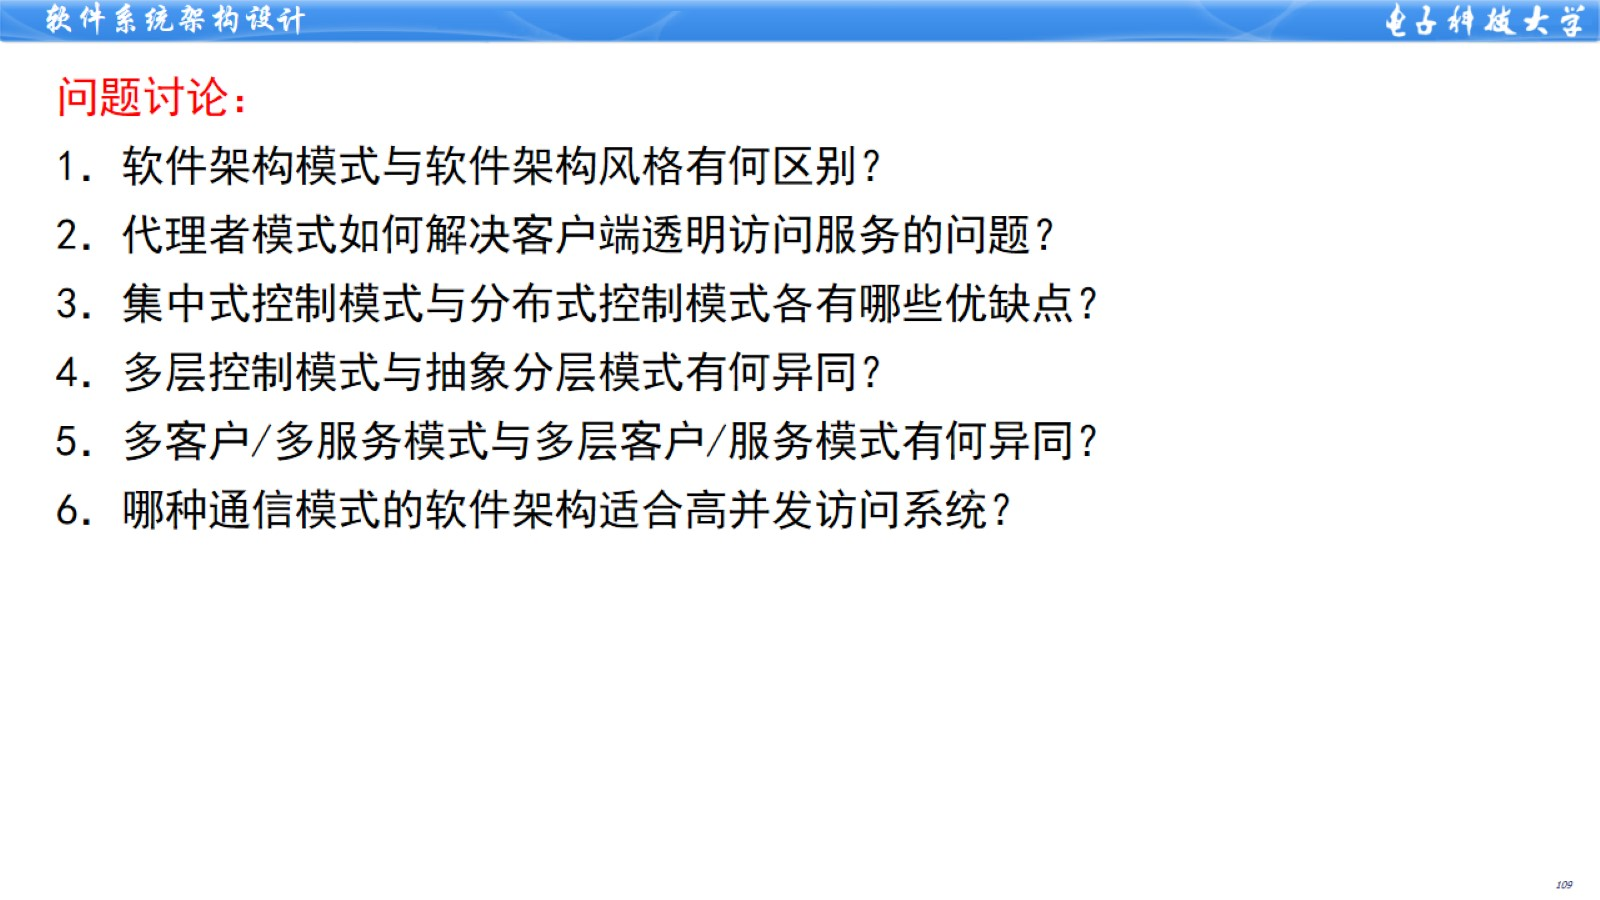 软件系统架构设计
电子科技大学
问题讨论：
1. 软件架构模式与软件架构风格有何区别？
2. 代理者模式如何解决客户端透明访问服务的问题？
3. 集中式控制模式与分布式控制模式各有哪些优缺点？
4. 多层控制模式与抽象分层模式有何异同？
5. 多客户/多服务模式与多层客户/服务模式有何异同？
6. 哪种通信模式的软件架构适合高并发访问系统？
109